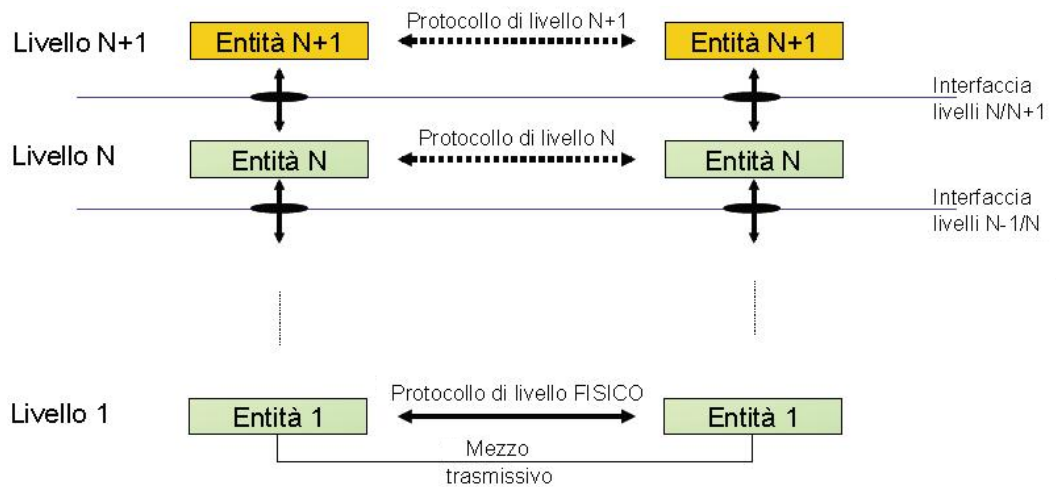 Protocollo di livello N+1
Livello N+1
Entità N+1
Entità N+1
Interfaccia
livelli N/N+1
Protocollo di livello N
Livello N
Entità N
Entità N
Interfaccia
livelli N-1/N
Protocollo di livello FISICO
Livello 1
Entità 1
Entità 1
Mezzo
trasmissivo